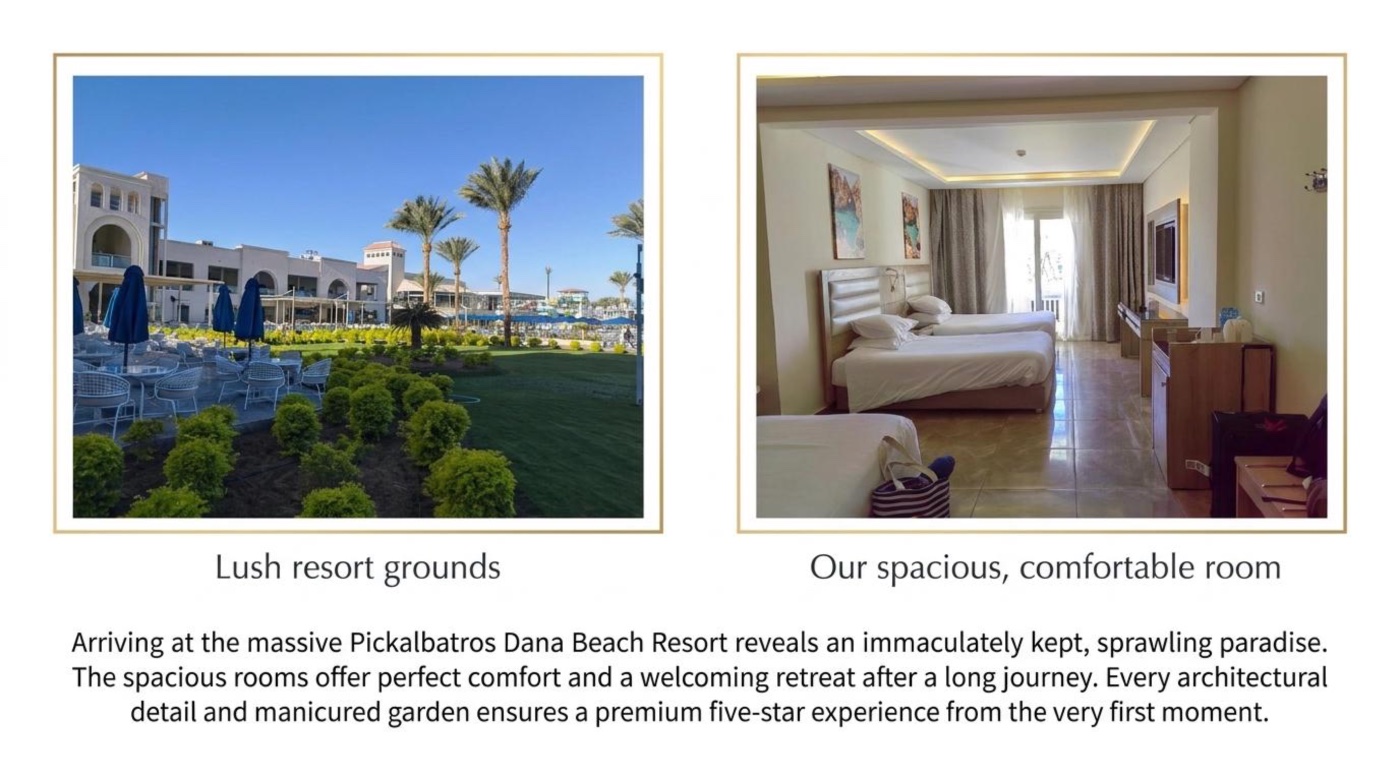 Lush resort grounds
Our spacious, comfortable room
Arriving at the massive Pickalbatros Dana Beach Resort reveals an immaculately kept, sprawling paradise.
The spacious rooms offer perfect comfort and a welcoming retreat after a long journey. Every architectural
detail and manicured garden ensures a premium five-star experience from the very first moment.